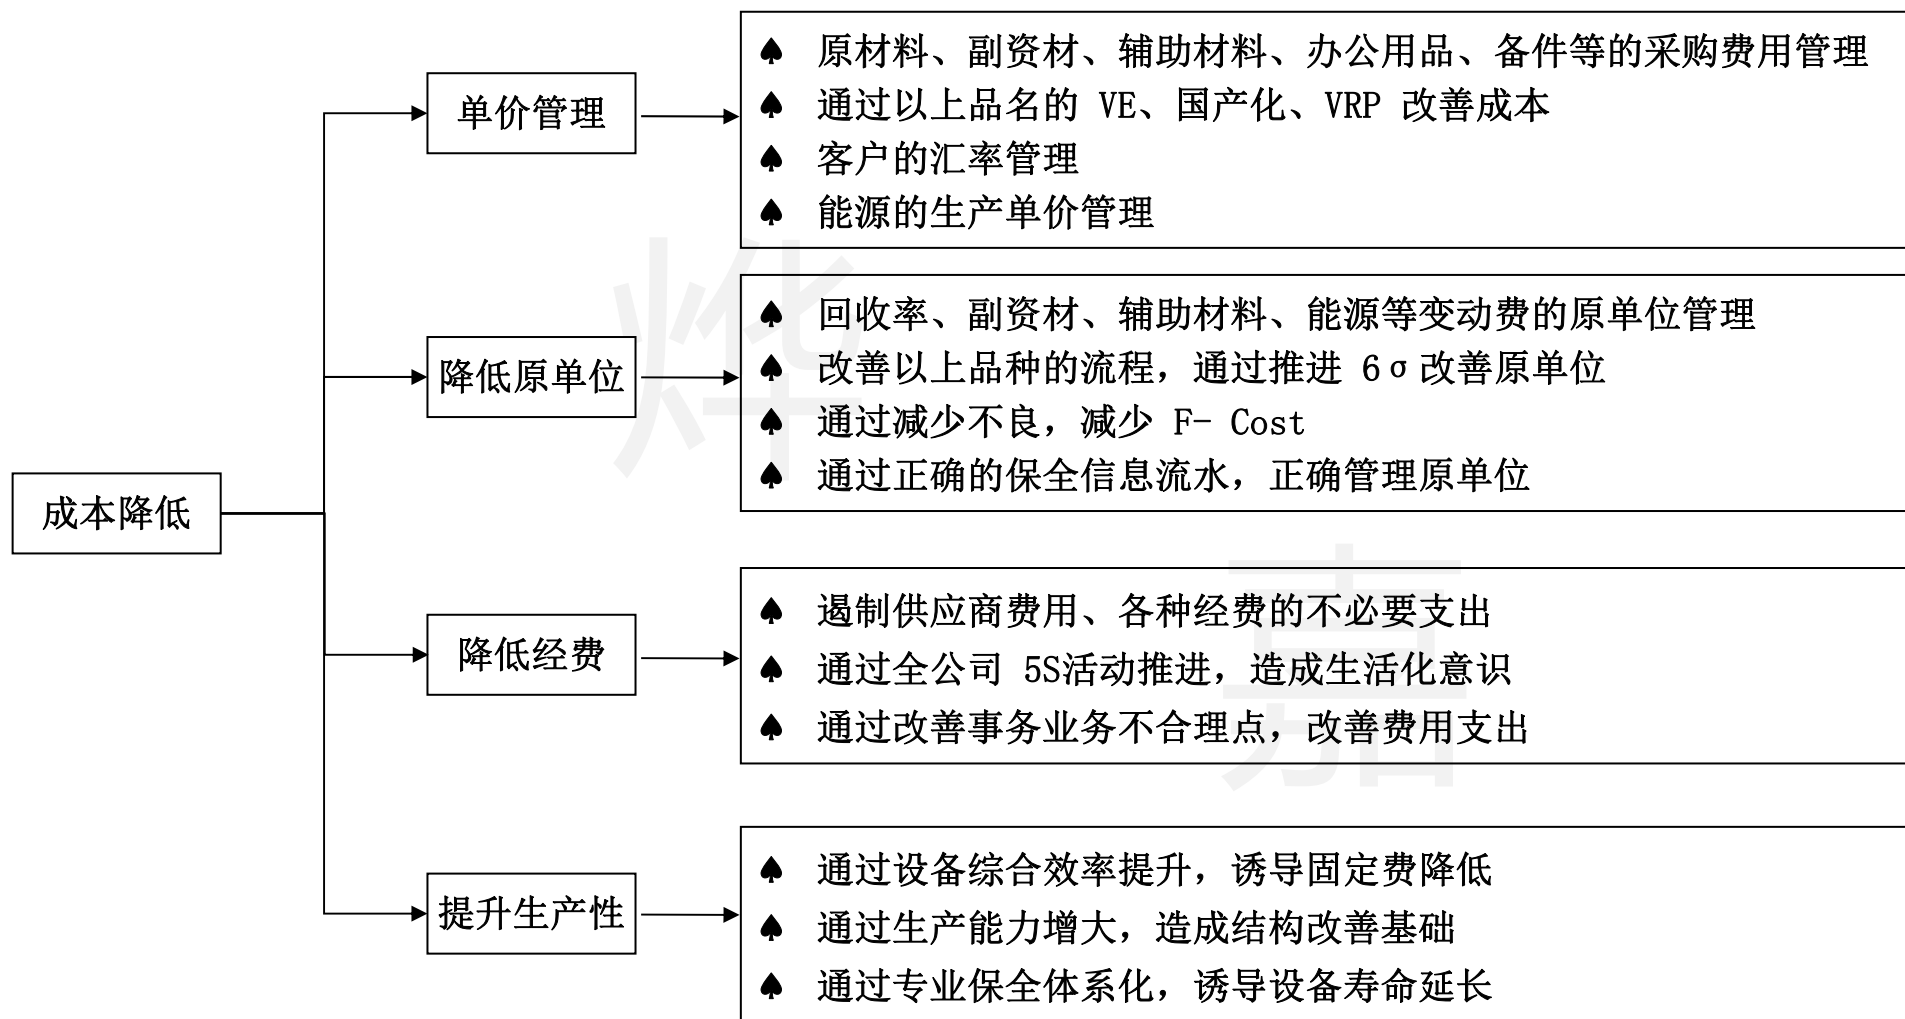 成本降低
单价管理
♠ 原材料、副资材、辅助材料、办公用品、备件等的采购费用管理
♠ 通过以上品名的 VE、国产化、VRP 改善成本
♠ 客户的汇率管理
♠ 能源的生产单价管理
降低原单位
♠ 回收率、副资材、辅助材料、能源等变动费的原单位管理
♠ 改善以上品种的流程，通过推进 6σ改善原单位
♠ 通过减少不良，减少 F- Cost
♠ 通过正确的保全信息流水，正确管理原单位
降低经费
♠ 遏制供应商费用、各种经费的不必要支出
♠ 通过全公司 5S活动推进，造成生活化意识
♠ 通过改善事务业务不合理点，改善费用支出
提升生产性
♠ 通过设备综合效率提升，诱导固定费降低
♠ 通过生产能力增大，造成结构改善基础
♠ 通过专业保全体系化，诱导设备寿命延长
烨
嘉